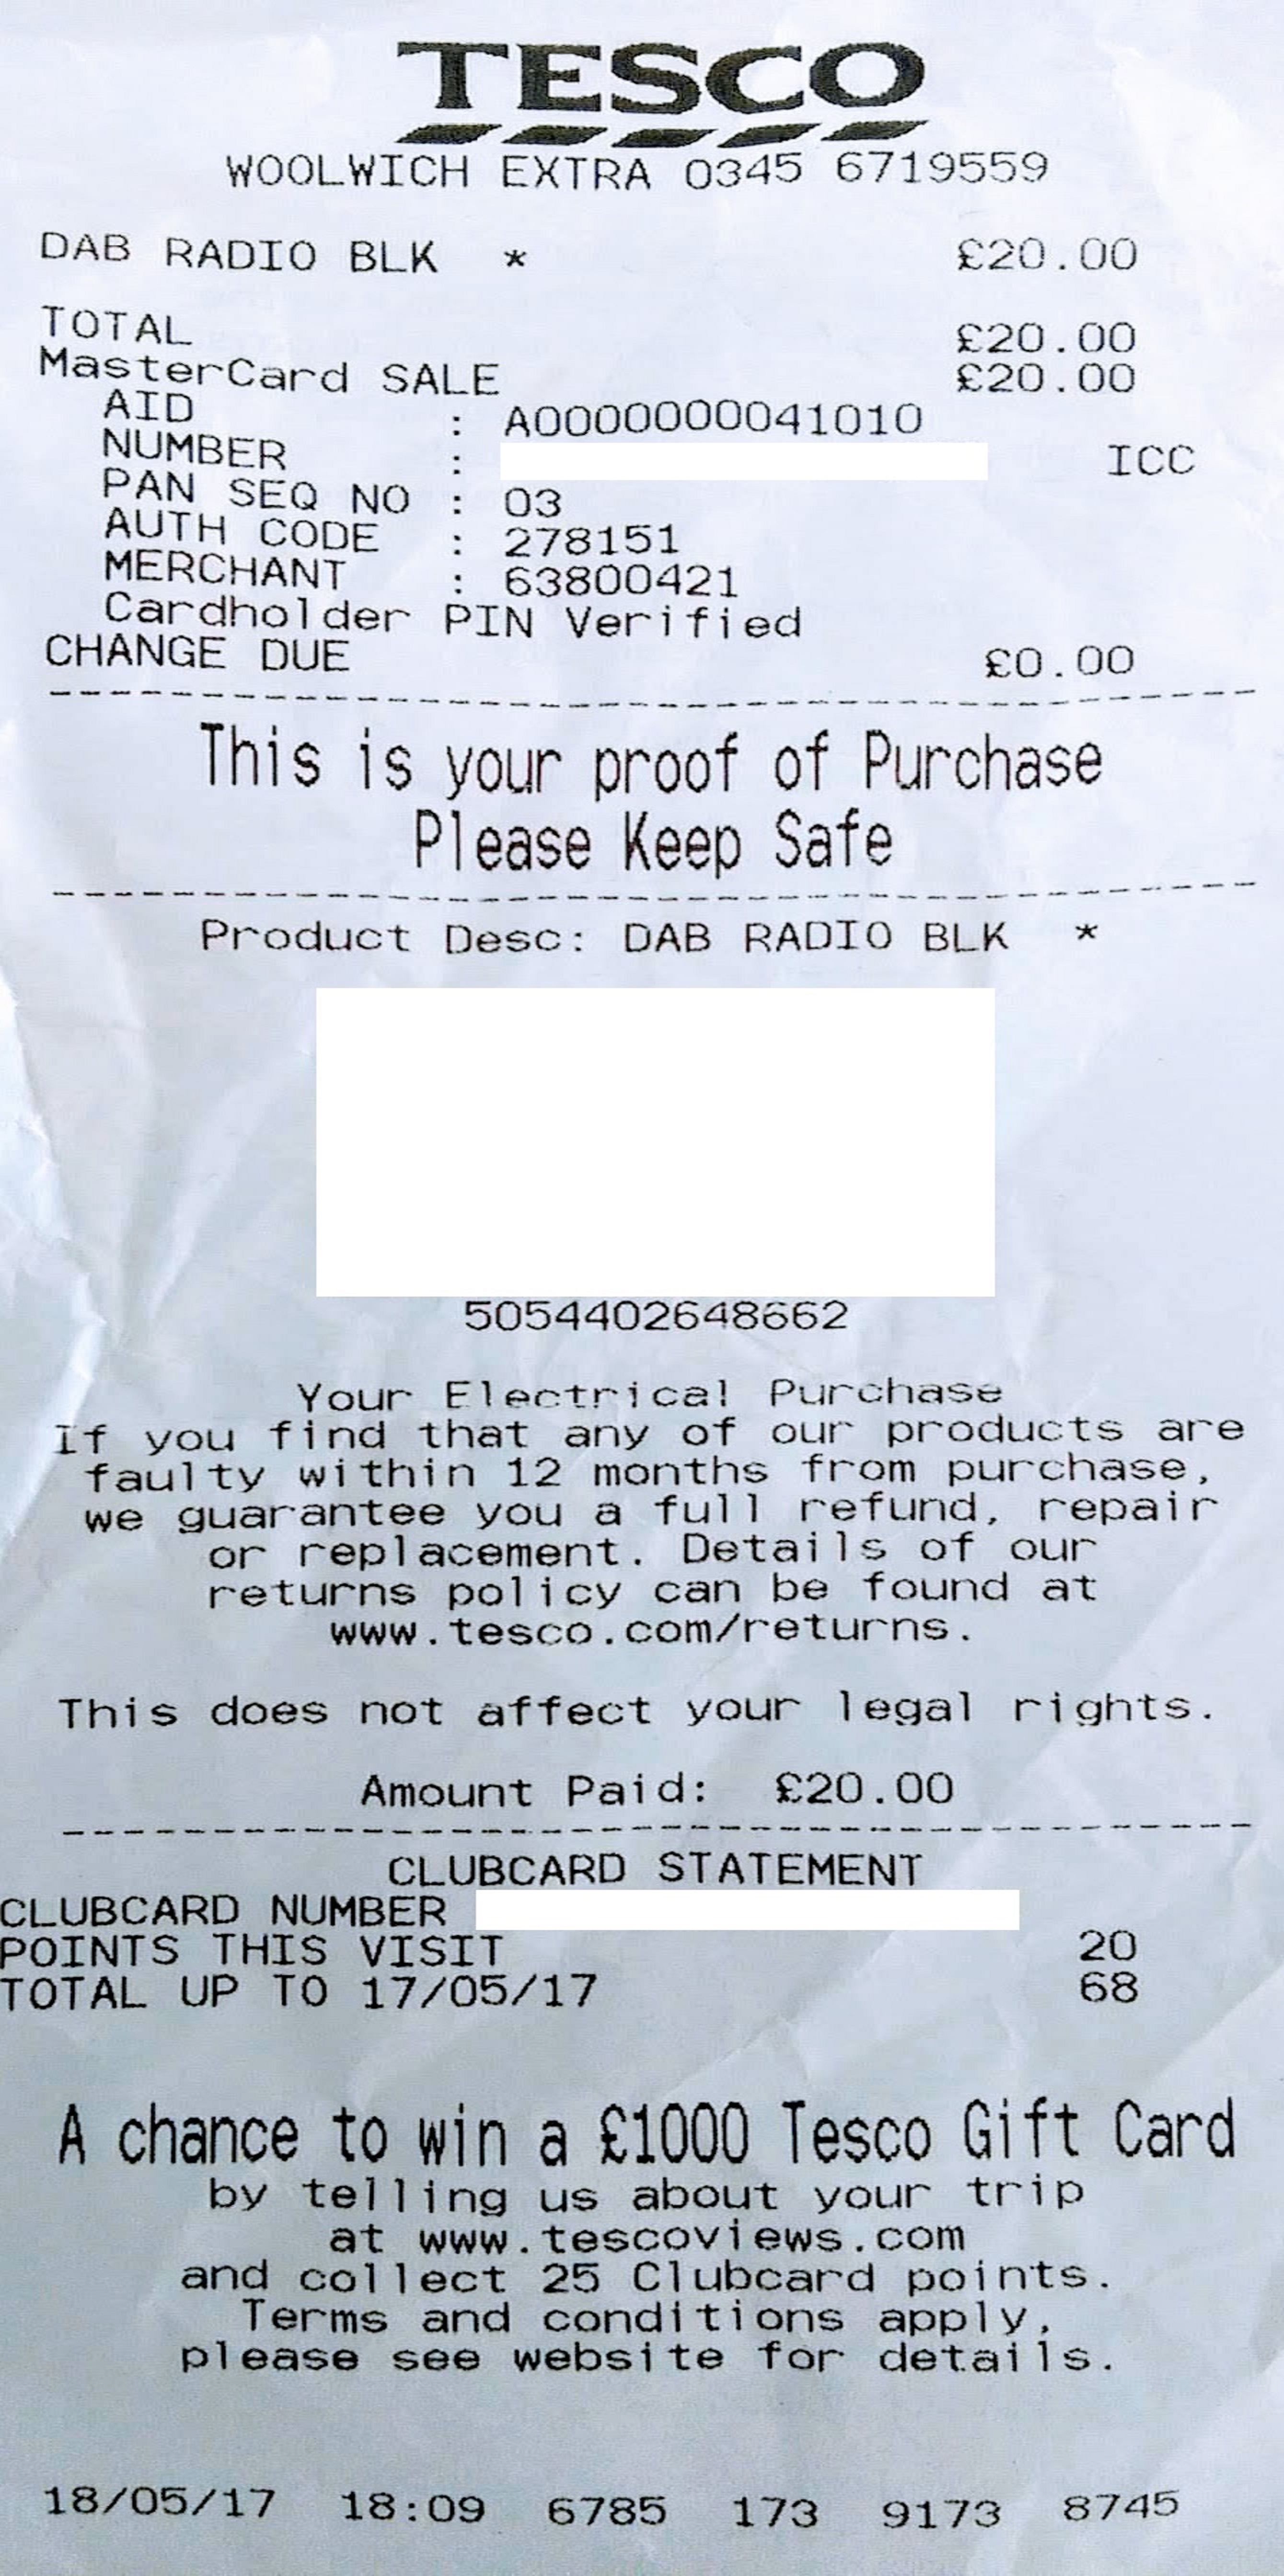 TESCO
WOOLWICH EXTRA 0345 6719559
DAB RADIO BLK * £20.00
TOTAL £20.00
MasterCard SALE £20.00
AID : A0000000041010
NUMBER : ICC
PAN SEQ NO : 03
AUTH CODE : 278151
MERCHANT : 63800421
Cardholder PIN Verified
CHANGE DUE £0.00
This is your proof of Purchase
Please Keep Safe
Product Desc: DAB RADIO BLK *
5054402648662
Your Electrical Purchase
If you find that any of our products are
faulty within 12 months from purchase,
we guarantee you a full refund, repair
or replacement. Details of our
returns policy can be found at
www.tesco.com/returns.
This does not affect your legal rights.
Amount Paid: £20.00
CLUBCARD STATEMENT
CLUBCARD NUMBER
POINTS THIS VISIT 20
TOTAL UP TO 17/05/17 68
A chance to win a £1000 Tesco Gift Card
by telling us about your trip
at www.tescoviews.com
and collect 25 Clubcard points.
Terms and conditions apply,
please see website for details.
18/05/17 18:09 6785 173 9173 8745